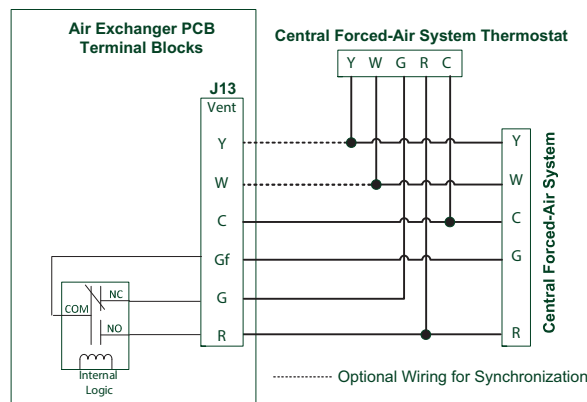 Air Exchanger PCB
Terminal Blocks
Central Forced-Air System Thermostat
Y W G R C
J13
Vent
Y
W
C
Gf
G
R
Y
W
C
G
R
Central Forced-Air System
NC
COM
NO
Internal
Logic
Optional Wiring for Synchronization